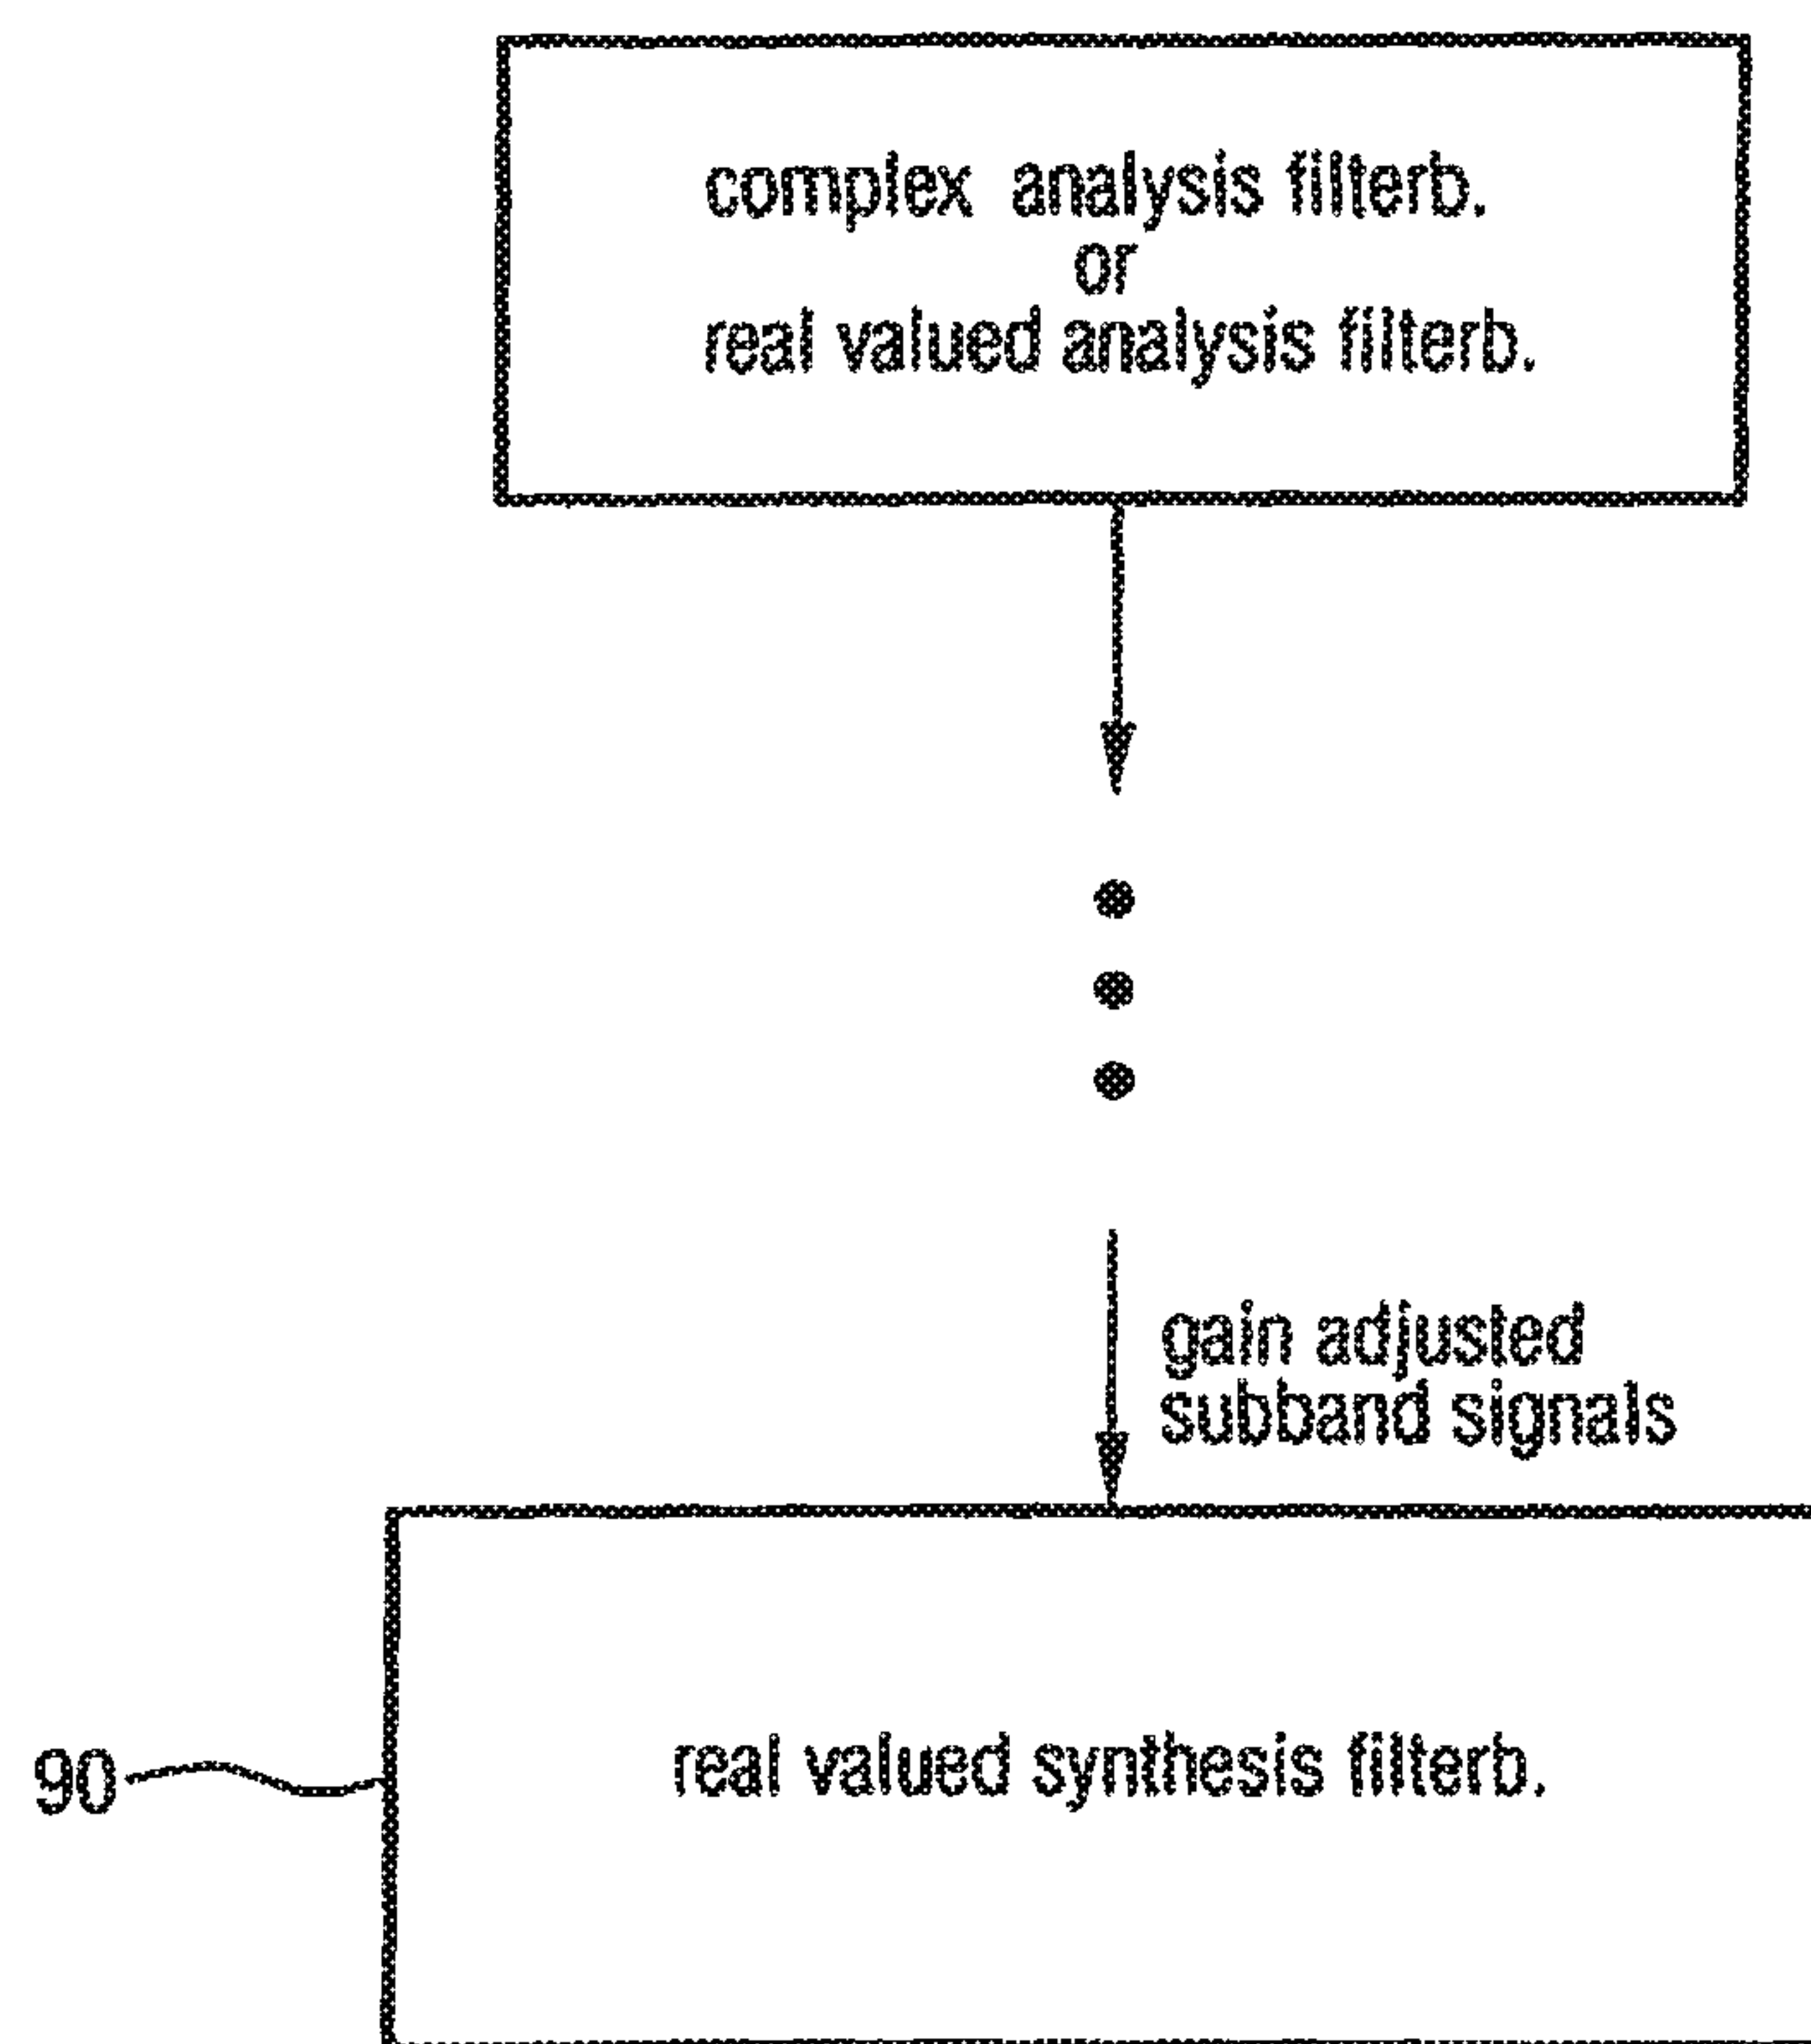 complex analysis filterb.
or
real valued analysis filterb.
gain adjusted
subband signals
90
real valued synthesis filterb.